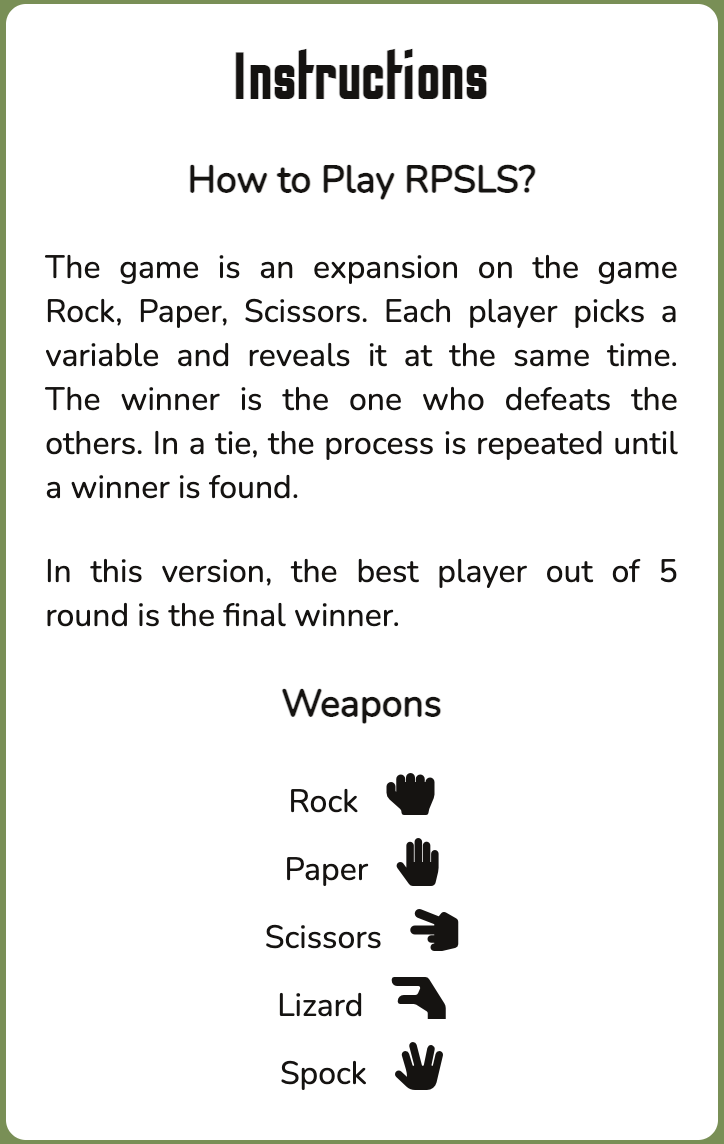 Instructions
How to Play RPSLS?
The game is an expansion on the game
Rock, Paper, Scissors. Each player picks a
variable and reveals it at the same time.
The winner is the one who defeats the
others. In a tie, the process is repeated until
a winner is found.
In this version, the best player out of 5
round is the final winner.
Weapons
Rock
Paper
Scissors
Lizard
Spock